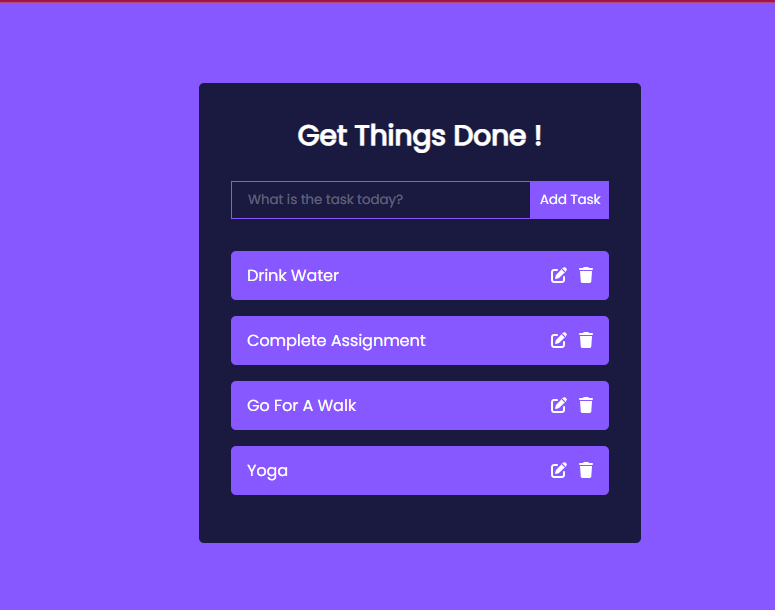 Get Things Done !
What is the task today?
Add Task
Drink Water
Complete Assignment
Go For A Walk
Yoga